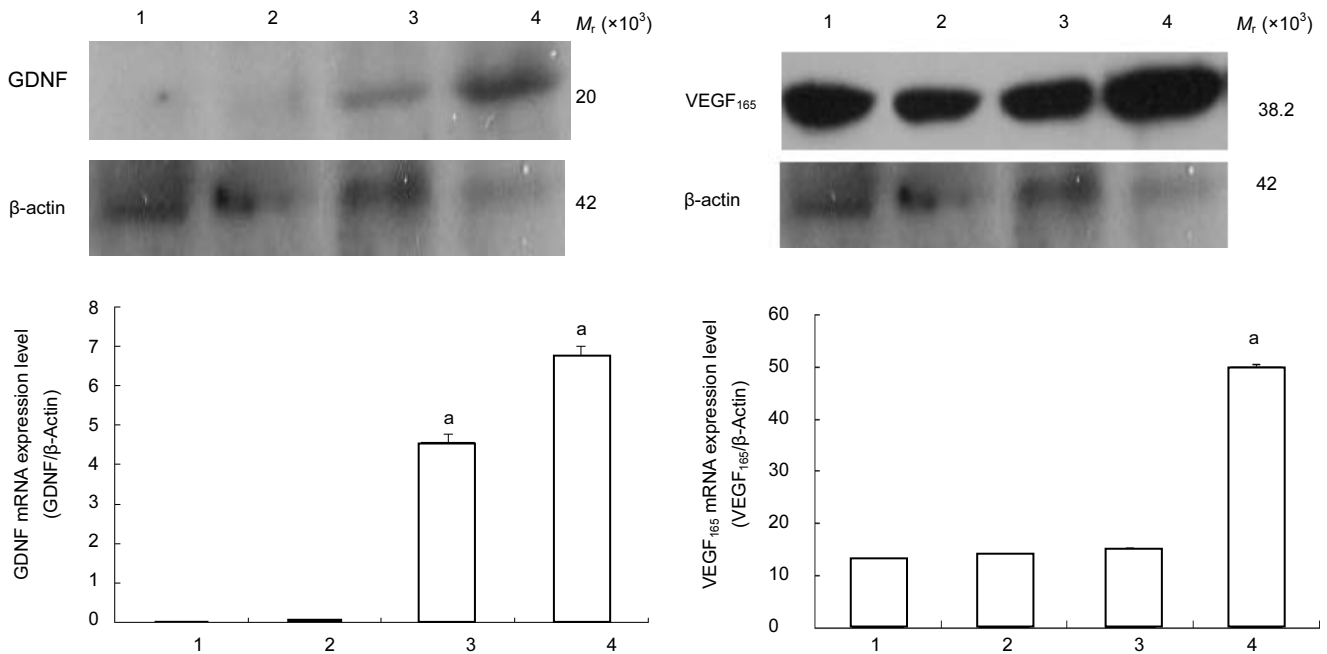 1 2 3 4 Mr (×10³)
GDNF
20
β-actin
42
GDNF mRNA expression level
(GDNF/β-Actin)
8
7
6
5
4
3
2
1
0
a
a
1 2 3 4
1 2 3 4 Mr (×10³)
VEGF₁₆₅
38.2
β-actin
42
VEGF₁₆₅ mRNA expression level
(VEGF₁₆₅/β-Actin)
60
50
40
30
20
10
0
a
1 2 3 4